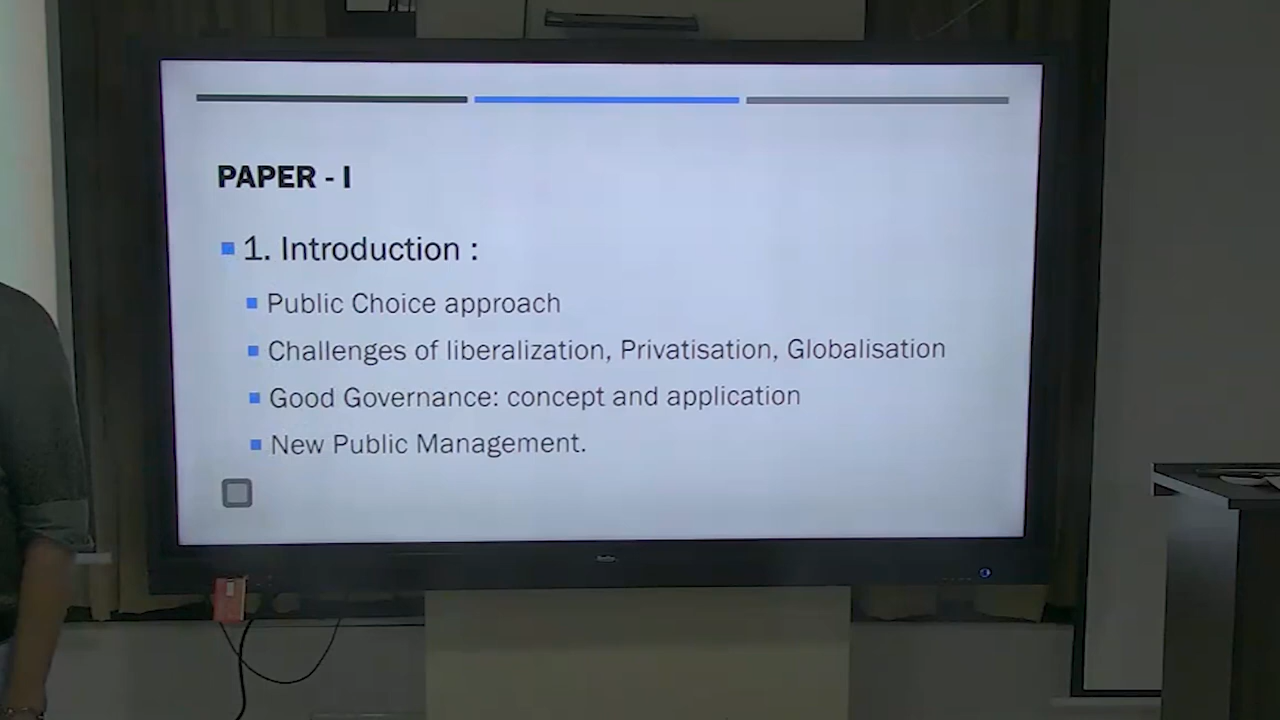 PAPER - I
1. Introduction :
Public Choice approach
Challenges of liberalization, Privatisation, Globalisation
Good Governance: concept and application
New Public Management.